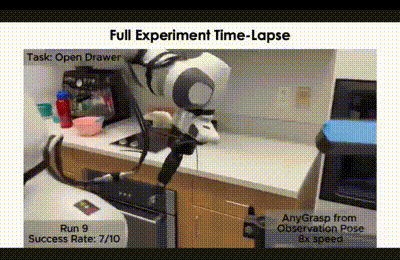 Full Experiment Time-Lapse
Task: Open Drawer
Run 9
Success Rate: 7/10
AnyGrasp from
Observation Pose
8x speed